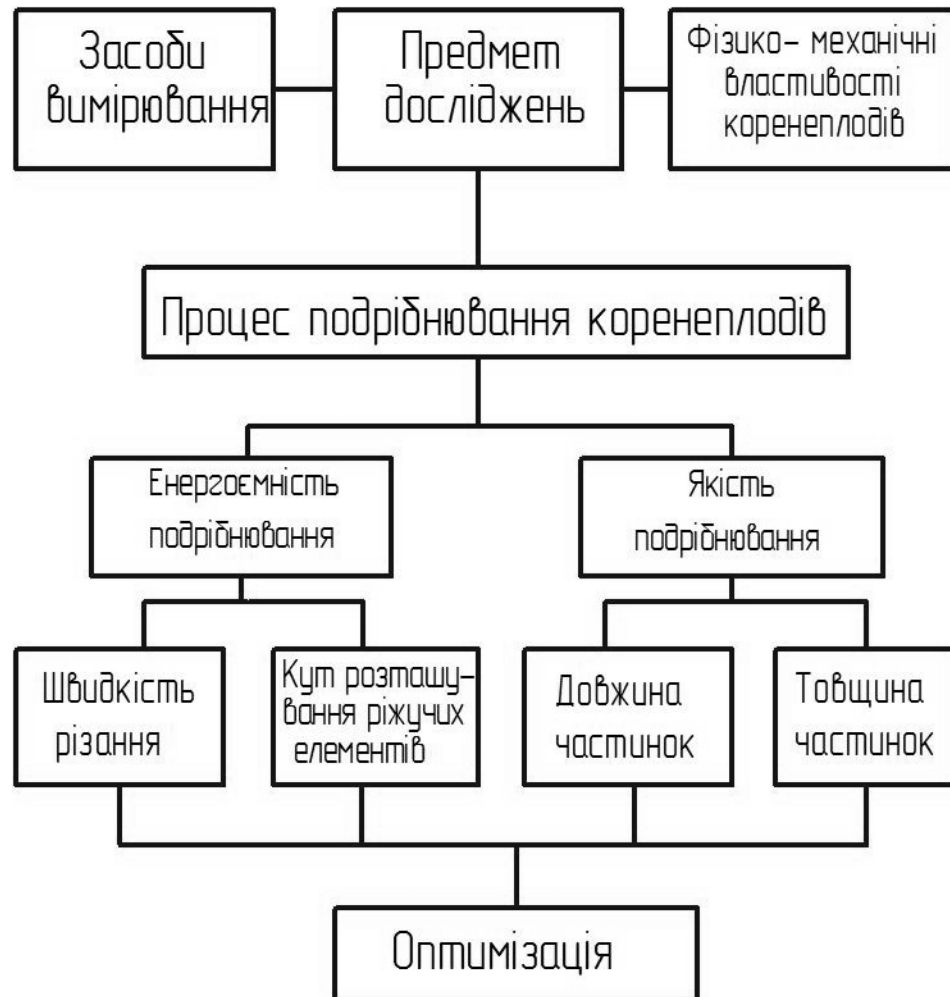 Засоби
вимірювання
Предмет
досліджень
Фізико- механічні
властивості
коренеплодів
Процес подрібнювання коренеплодів
Енергоємність
подрібнювання
Якість
подрібнювання
Швидкість
різання
Кут розташу-
вання ріжучих
елементів
Довжина
частинок
Товщина
частинок
Оптимізація